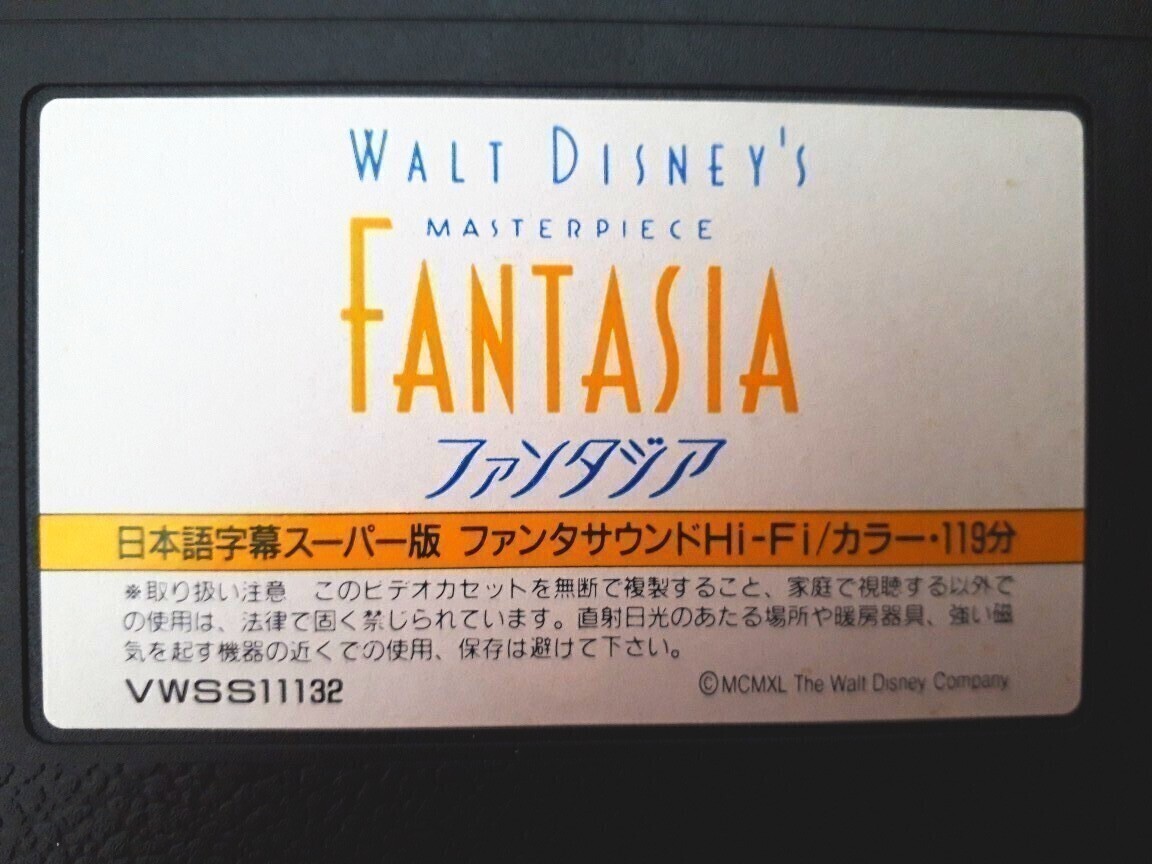 WALT DISNEY'S
MASTERPIECE
FANTASIA
ファンタジア
日本語字幕スーパー版 ファンタサウンドHi-Fi/カラー・119分
※取り扱い注意 このビデオカセットを無断で複製すること、家庭で視聴する以外で
の使用は、法律で固く禁じられています。直射日光のあたる場所や暖房器具、強い磁
気を起す機器の近くでの使用、保存は避けて下さい。
VWSS11132
©MCMXL The Walt Disney Company